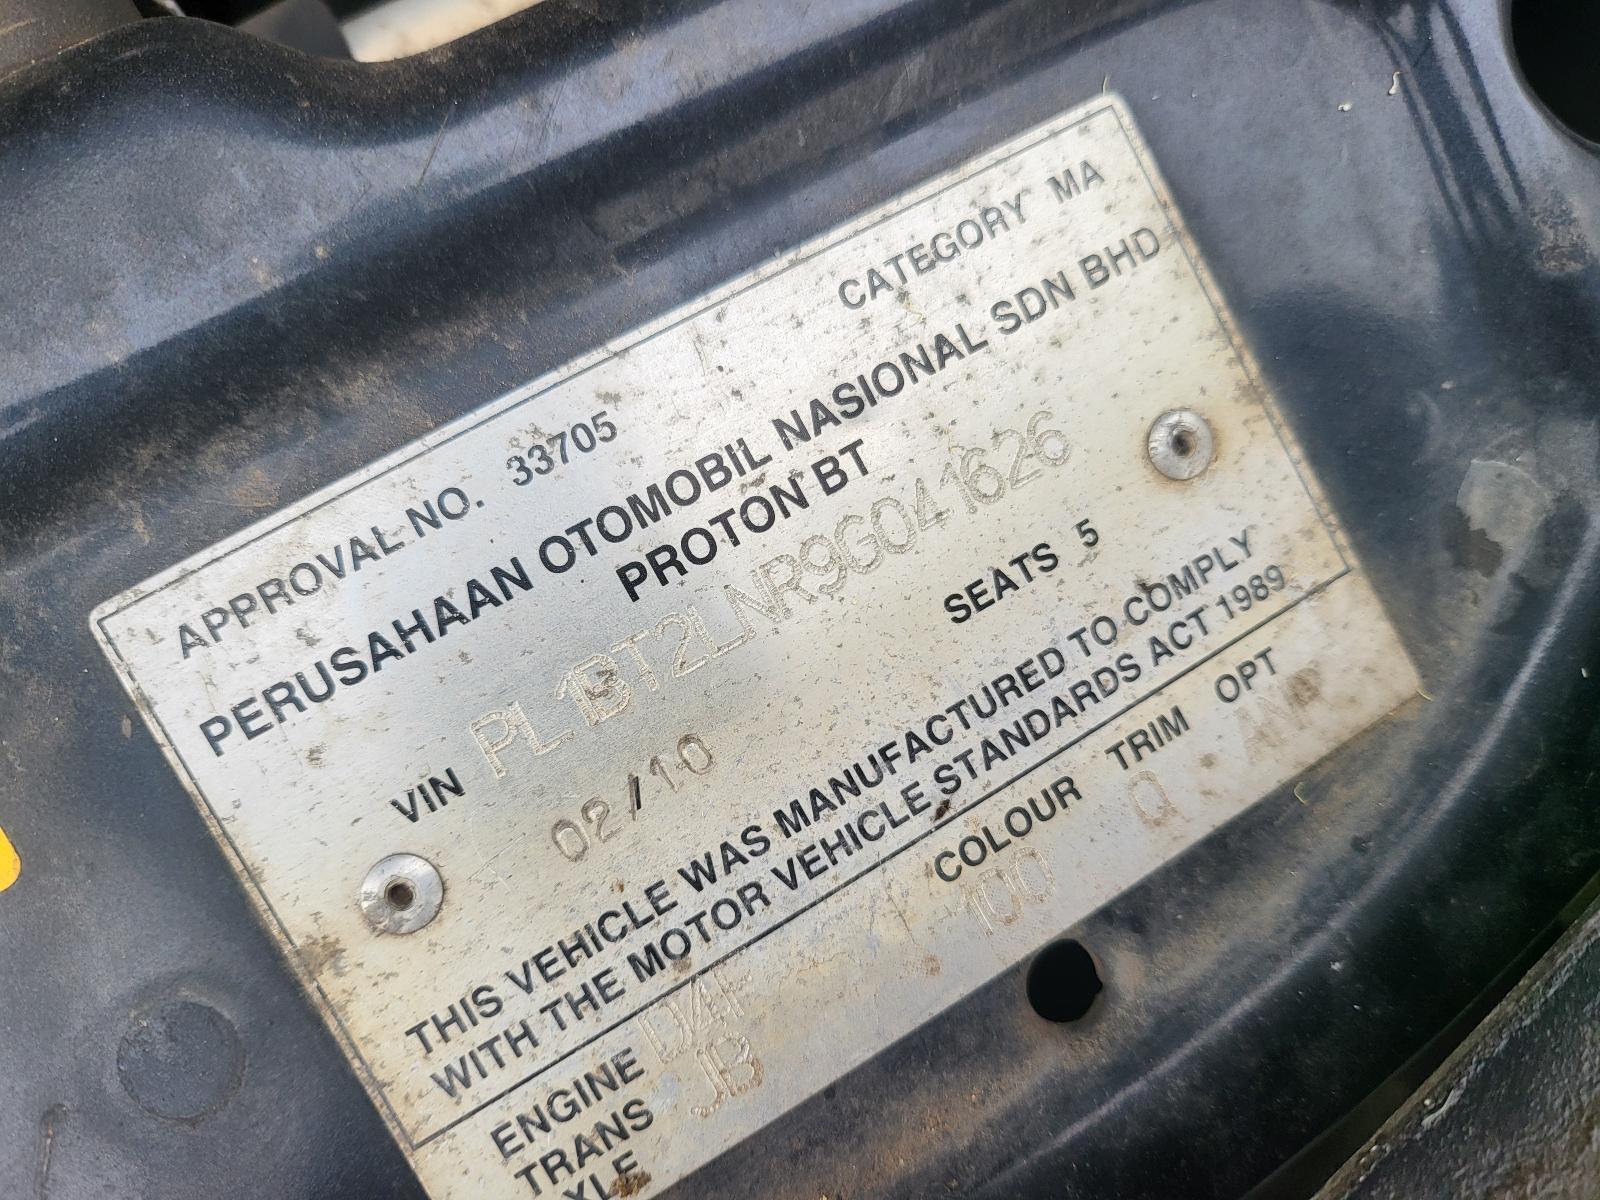 APPROVAL NO. 33705 CATEGORY MA
PERUSAHAAN OTOMOBIL NASIONAL SDN BHD
PROTON BT
VIN PL1BT2LNR9G041626
02/10 SEATS 5
THIS VEHICLE WAS MANUFACTURED TO COMPLY
WITH THE MOTOR VEHICLE STANDARDS ACT 1989
ENGINE D4F COLOUR TRIM OPT
TRANS JB 100 Q
XLE